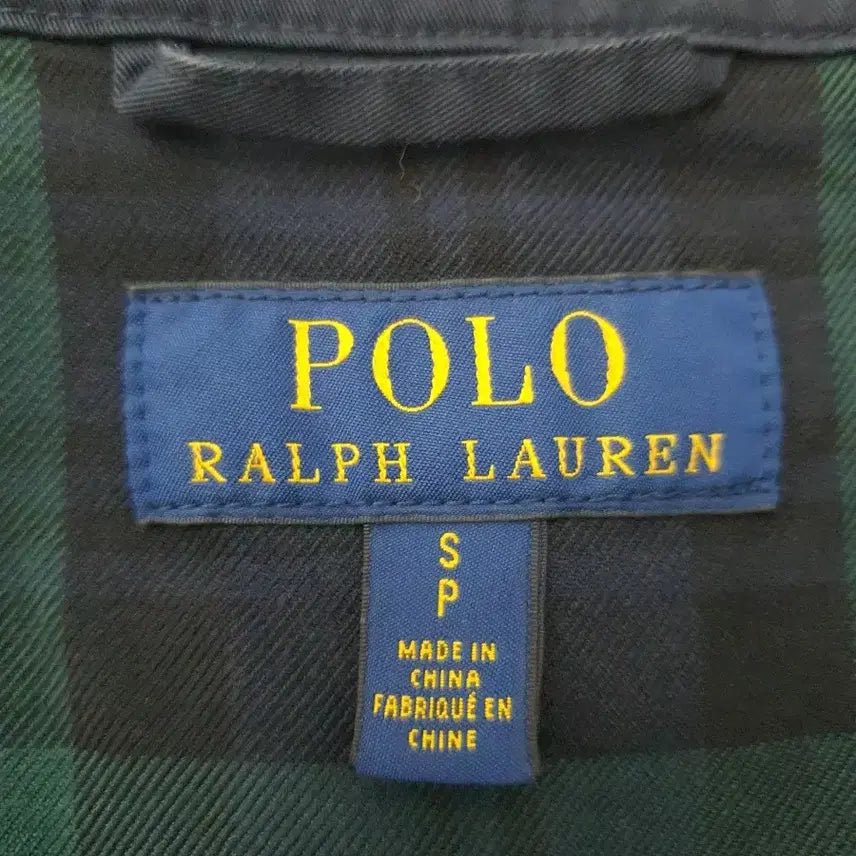 POLO
RALPH LAUREN
S
P
MADE IN
CHINA
FABRIQUÉ EN
CHINE